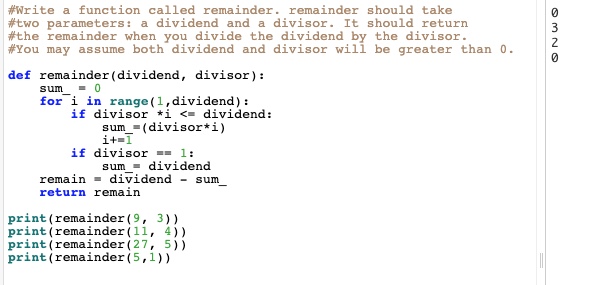 #Write a function called remainder. remainder should take
#two parameters: a dividend and a divisor. It should return
#the remainder when you divide the dividend by the divisor.
#You may assume both dividend and divisor will be greater than 0.

def remainder(dividend, divisor):
    sum_ = 0
    for i in range(1,dividend):
        if divisor *i <= dividend:
            sum_=(divisor*i)
            i+=1
        if divisor == 1:
            sum_= dividend
    remain = dividend - sum_
    return remain

print(remainder(9, 3))
print(remainder(11, 4))
print(remainder(27, 5))
print(remainder(5,1))
0
3
2
0